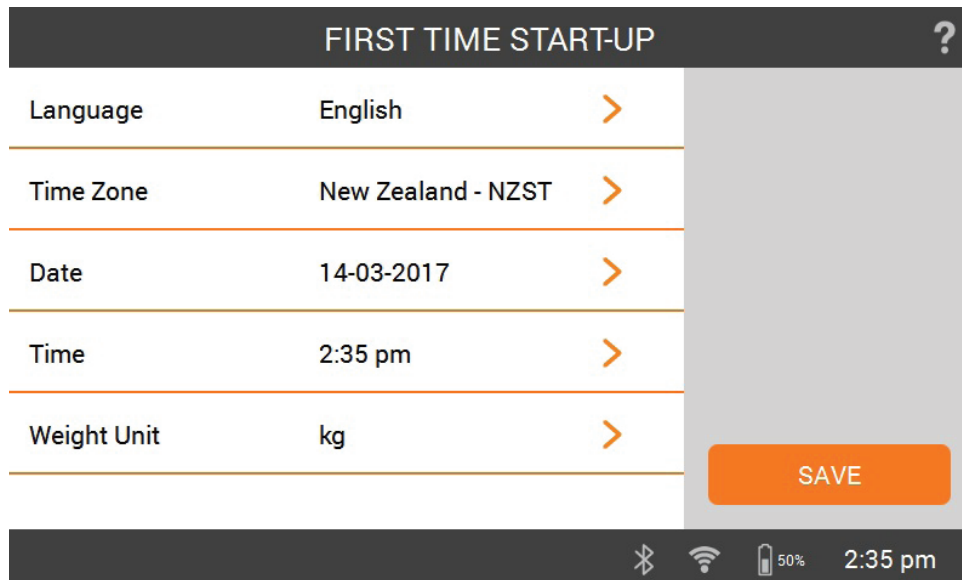 FIRST TIME START-UP ?
Language English
Time Zone New Zealand - NZST
Date 14-03-2017
Time 2:35 pm
Weight Unit kg
SAVE
50% 2:35 pm